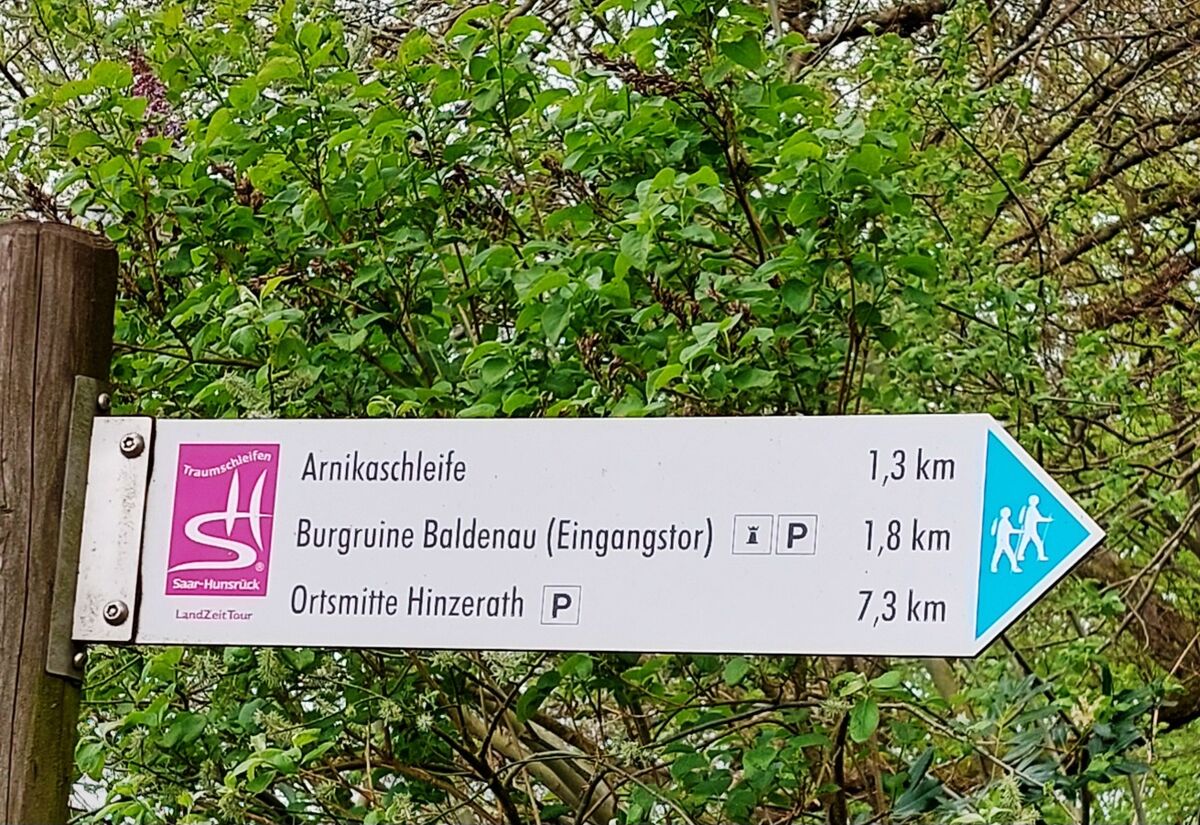 Traumschleifen
SH
®
Saar-Hunsrück
LandZeitTour
Arnikaschleife 1,3 km
Burgruine Baldenau (Eingangstor) P 1,8 km
Ortsmitte Hinzerath P 7,3 km